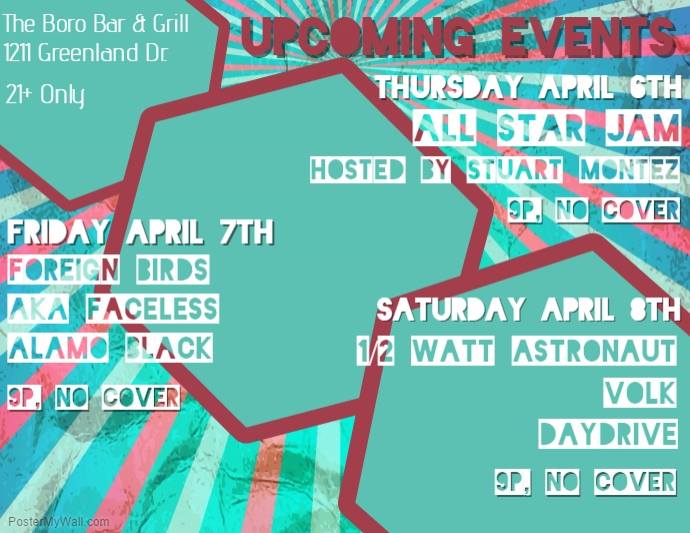 The Boro Bar & Grill
1211 Greenland Dr.
21+ Only
UPCOMING EVENTS
THURSDAY APRIL 6TH
ALL STAR JAM
HOSTED BY STUART MONTEZ
9P, NO COVER
FRIDAY APRIL 7TH
FOREIGN BIRDS
AKA FACELESS
ALAMO BLACK
9P, NO COVER
SATURDAY APRIL 8TH
1/2 WATT ASTRONAUT
VOLK
DAYDRIVE
9P, NO COVER
PosterMyWall.com